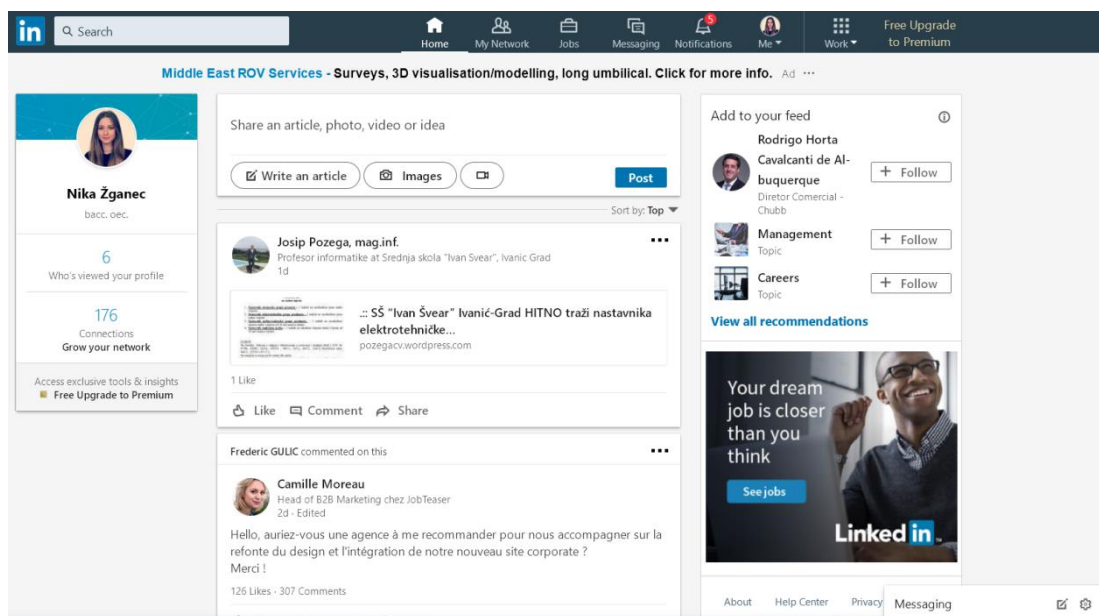 in Search
Home
My Network
Jobs
Messaging
5
Notifications
Me
Work
Free Upgrade
to Premium
Middle East ROV Services - Surveys, 3D visualisation/modelling, long umbilical. Click for more info. Ad ...
Nika Žganec
bacc. oec.
6
Who's viewed your profile
176
Connections
Grow your network
Access exclusive tools & insights
Free Upgrade to Premium
Share an article, photo, video or idea
Write an article
Images
Post
Sort by: Top
Josip Pozega, mag.inf.
Profesor informatike at Srednja skola "Ivan Svear", Ivanic Grad
1d
.:: SŠ "Ivan Švear" Ivanić-Grad HITNO traži nastavnika
elektrotehničke...
pozegacv.wordpress.com
1 Like
Like Comment Share
Frederic GULIC commented on this
Camille Moreau
Head of B2B Marketing chez JobTeaser
2d - Edited
Hello, auriez-vous une agence à me recommander pour nous accompagner sur la
refonte du design et l'intégration de notre nouveau site corporate ?
Merci !
126 Likes - 307 Comments
Add to your feed
Rodrigo Horta
Cavalcanti de Al-
buquerque
Diretor Comercial -
Chubb
+ Follow
Management
Topic
+ Follow
Careers
Topic
+ Follow
View all recommendations
Your dream
job is closer
than you
think
See jobs
Linked in
About Help Center Privacy
Messaging